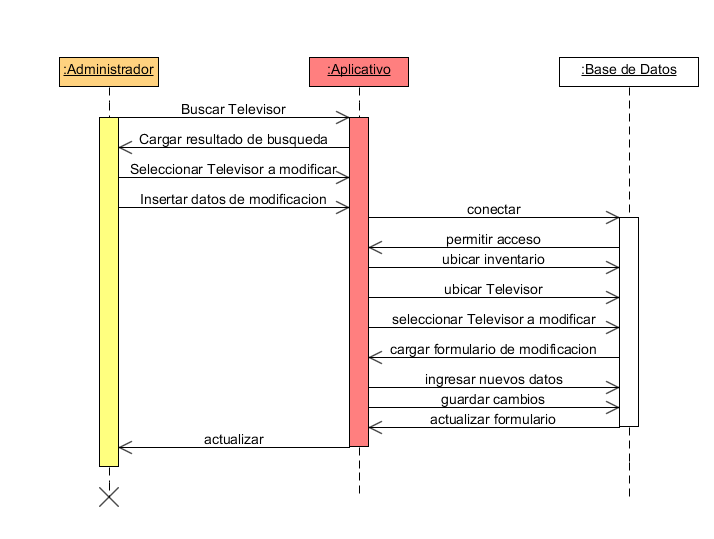 :Administrador
:Aplicativo
:Base de Datos
Buscar Televisor
Cargar resultado de busqueda
Seleccionar Televisor a modificar
Insertar datos de modificacion
conectar
permitir acceso
ubicar inventario
ubicar Televisor
seleccionar Televisor a modificar
cargar formulario de modificacion
ingresar nuevos datos
guardar cambios
actualizar formulario
actualizar